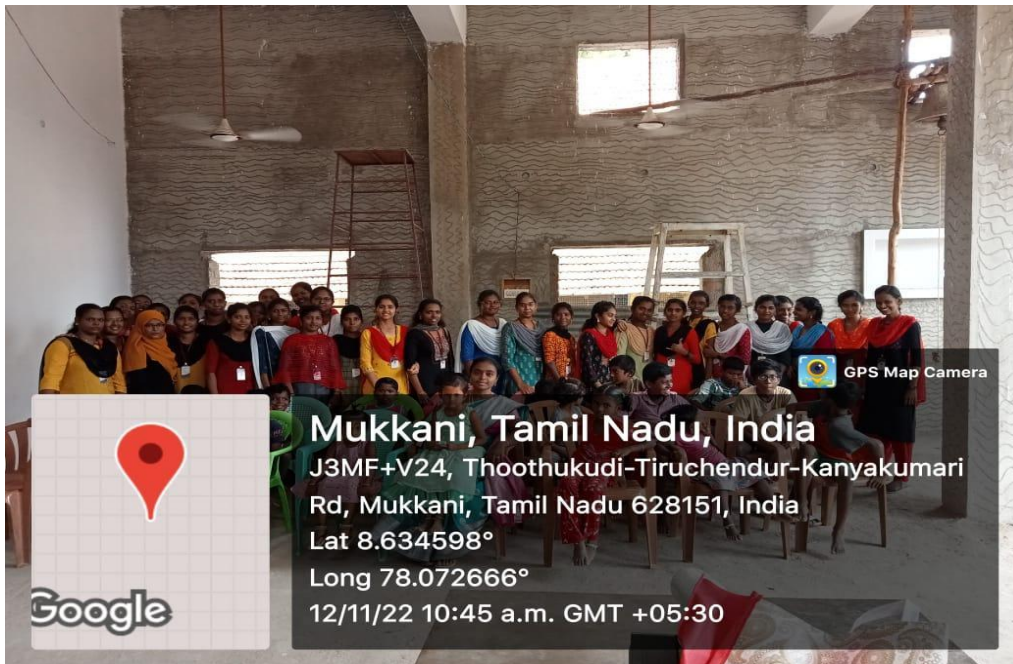 GPS Map Camera
Mukkani, Tamil Nadu, India
J3MF+V24, Thoothukudi-Tiruchendur-Kanyakumari
Rd, Mukkani, Tamil Nadu 628151, India
Lat 8.634598°
Long 78.072666°
12/11/22 10:45 a.m. GMT +05:30
Google